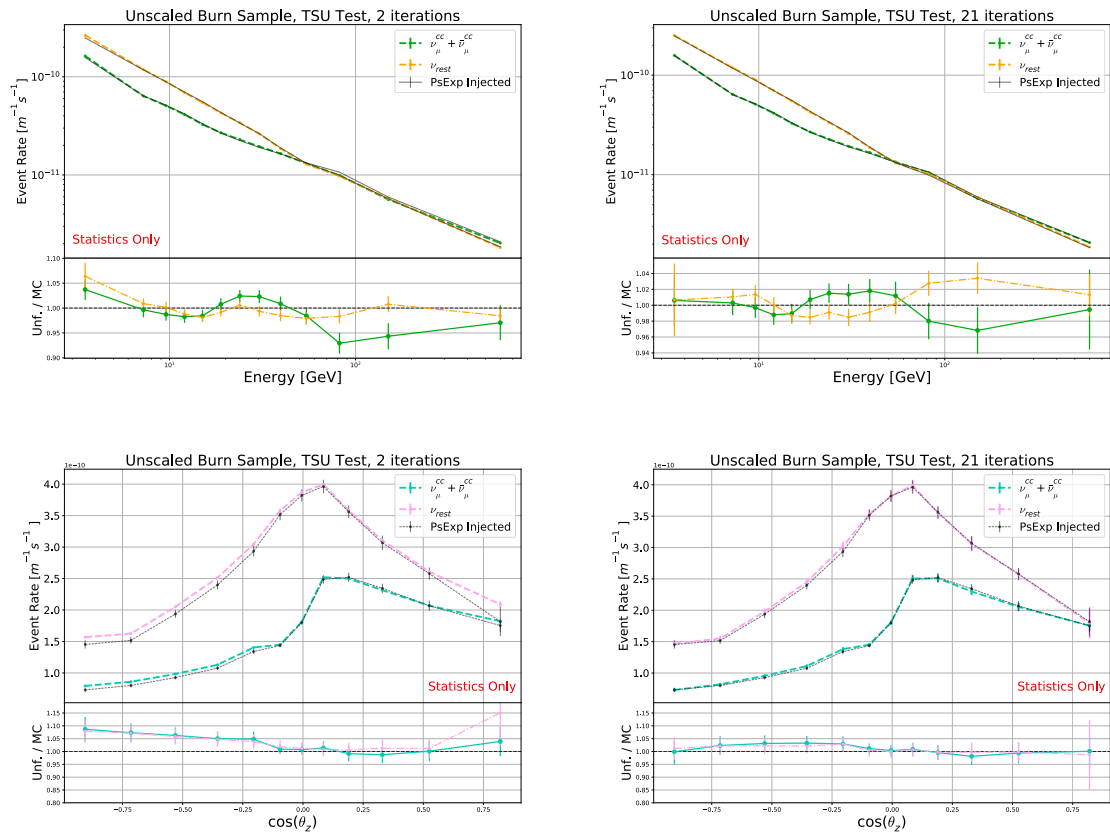 Unscaled Burn Sample, TSU Test, 2 iterations
Event Rate [m⁻¹ s⁻¹]
10⁻¹⁰
10⁻¹¹
ν_μ^cc + ν̄_μ^cc
ν_rest
PsExp Injected
Statistics Only
Unf. / MC
1.10
1.05
1.00
0.95
0.90
10¹
10²
Energy [GeV]
Unscaled Burn Sample, TSU Test, 21 iterations
Event Rate [m⁻¹ s⁻¹]
10⁻¹⁰
10⁻¹¹
ν_μ^cc + ν̄_μ^cc
ν_rest
PsExp Injected
Statistics Only
Unf. / MC
1.04
1.02
1.00
0.98
0.96
0.94
10¹
10²
Energy [GeV]
Unscaled Burn Sample, TSU Test, 2 iterations
1e−10
Event Rate [m⁻¹ s⁻¹]
4.0
3.5
3.0
2.5
2.0
1.5
1.0
ν_μ^cc + ν̄_μ^cc
ν_rest
PsExp Injected
Statistics Only
Unf. / MC
1.15
1.10
1.05
1.00
0.95
0.90
0.85
0.80
−0.75 −0.50 −0.25 0.00 0.25 0.50 0.75
cos(θ_z)
Unscaled Burn Sample, TSU Test, 21 iterations
1e−10
Event Rate [m⁻¹ s⁻¹]
4.0
3.5
3.0
2.5
2.0
1.5
1.0
ν_μ^cc + ν̄_μ^cc
ν_rest
PsExp Injected
Statistics Only
Unf. / MC
1.15
1.10
1.05
1.00
0.95
0.90
0.85
0.80
−0.75 −0.50 −0.25 0.00 0.25 0.50 0.75
cos(θ_z)